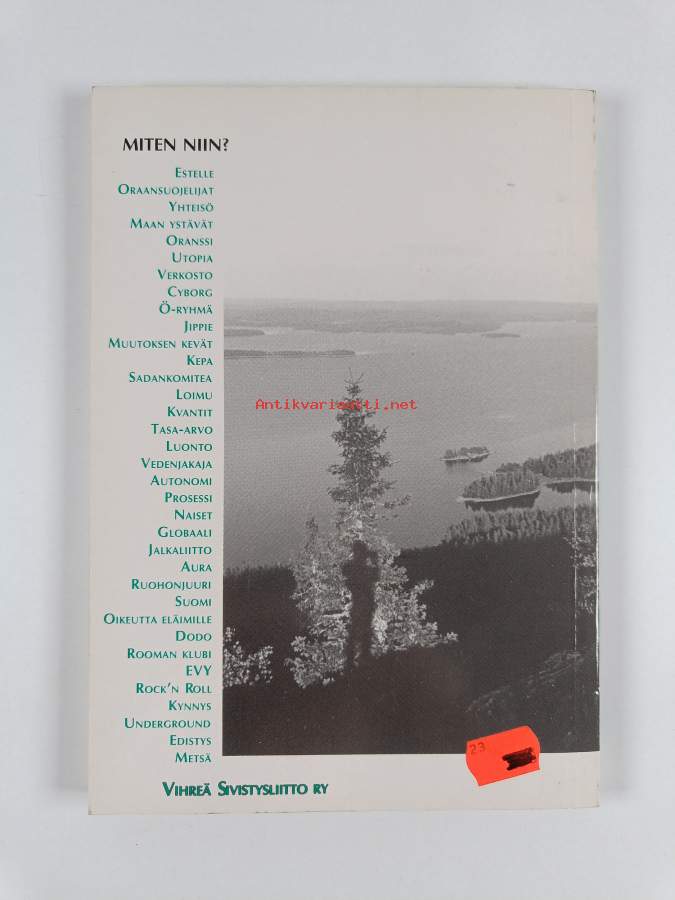 MITEN NIIN?
ESTELLE
ORAANSUOJELIJAT
YHTEISÖ
MAAN YSTÄVÄT
ORANSSI
UTOPIA
VERKOSTO
CYBORG
Ö-RYHMÄ
JIPPIE
MUUTOKSEN KEVÄT
KEPA
SADANKOMITEA
LOIMU
KVANTIT
TASA-ARVO
LUONTO
VEDENJAKAJA
AUTONOMI
PROSESSI
NAISET
GLOBAALI
JALKALIITTO
AURA
RUOHONJUURI
SUOMI
OIKEUTTA ELÄIMILLE
DODO
ROOMAN KLUBI
EVY
ROCK'N ROLL
KYNNYS
UNDERGROUND
EDISTYS
METSÄ
VIHREÄ SIVISTYSLIITTO RY
Antikvariaatti.net
23